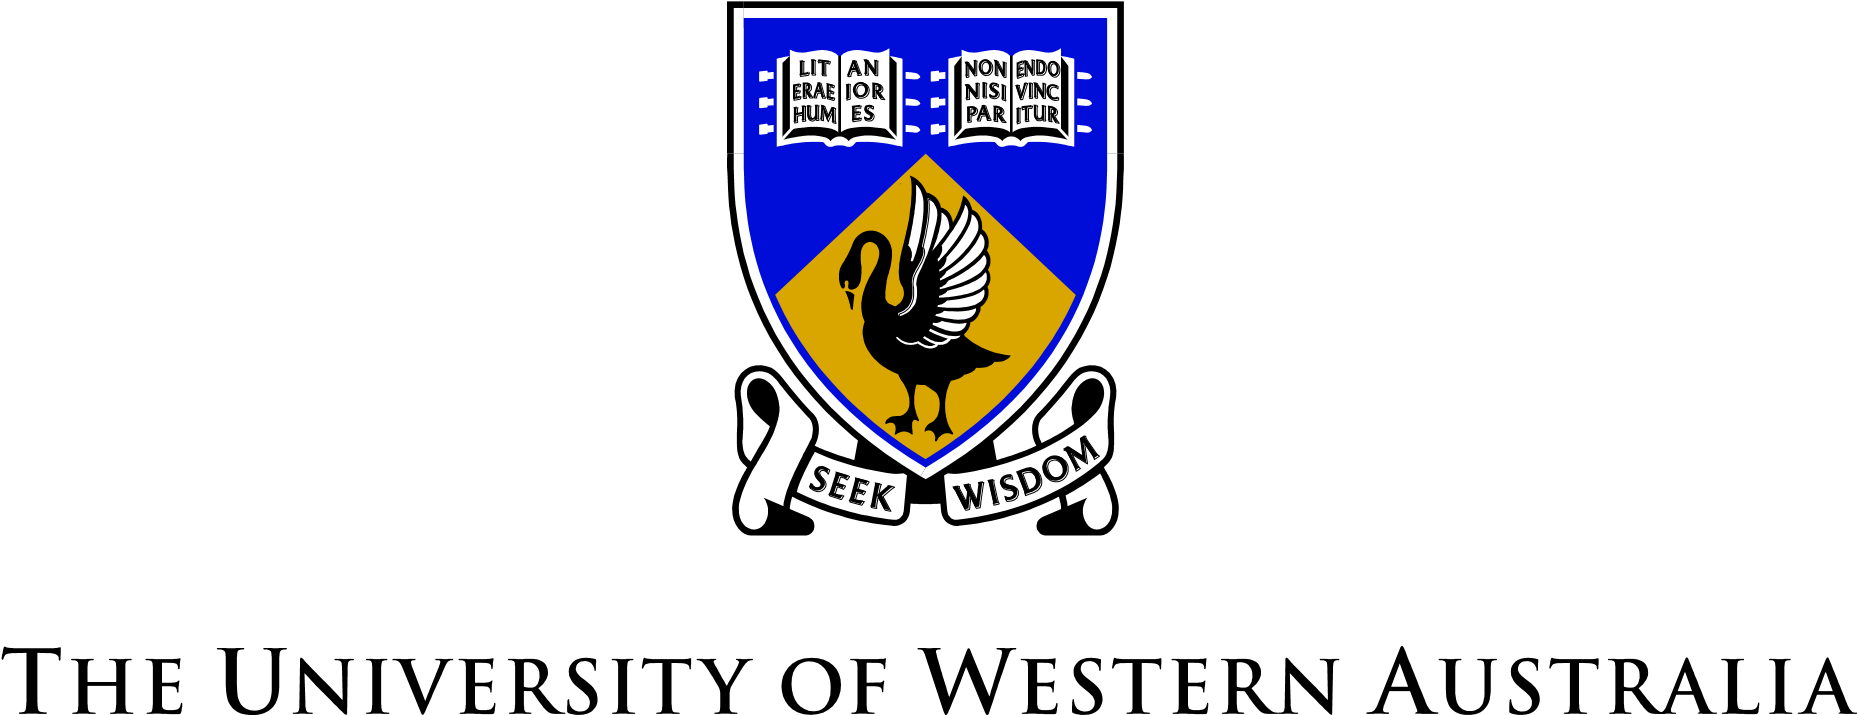 LIT
ERAE
HUM
AN
IOR
ES
NON
NISI
PAR
ENDO
VINC
ITUR
SEEK WISDOM
THE UNIVERSITY OF WESTERN AUSTRALIA